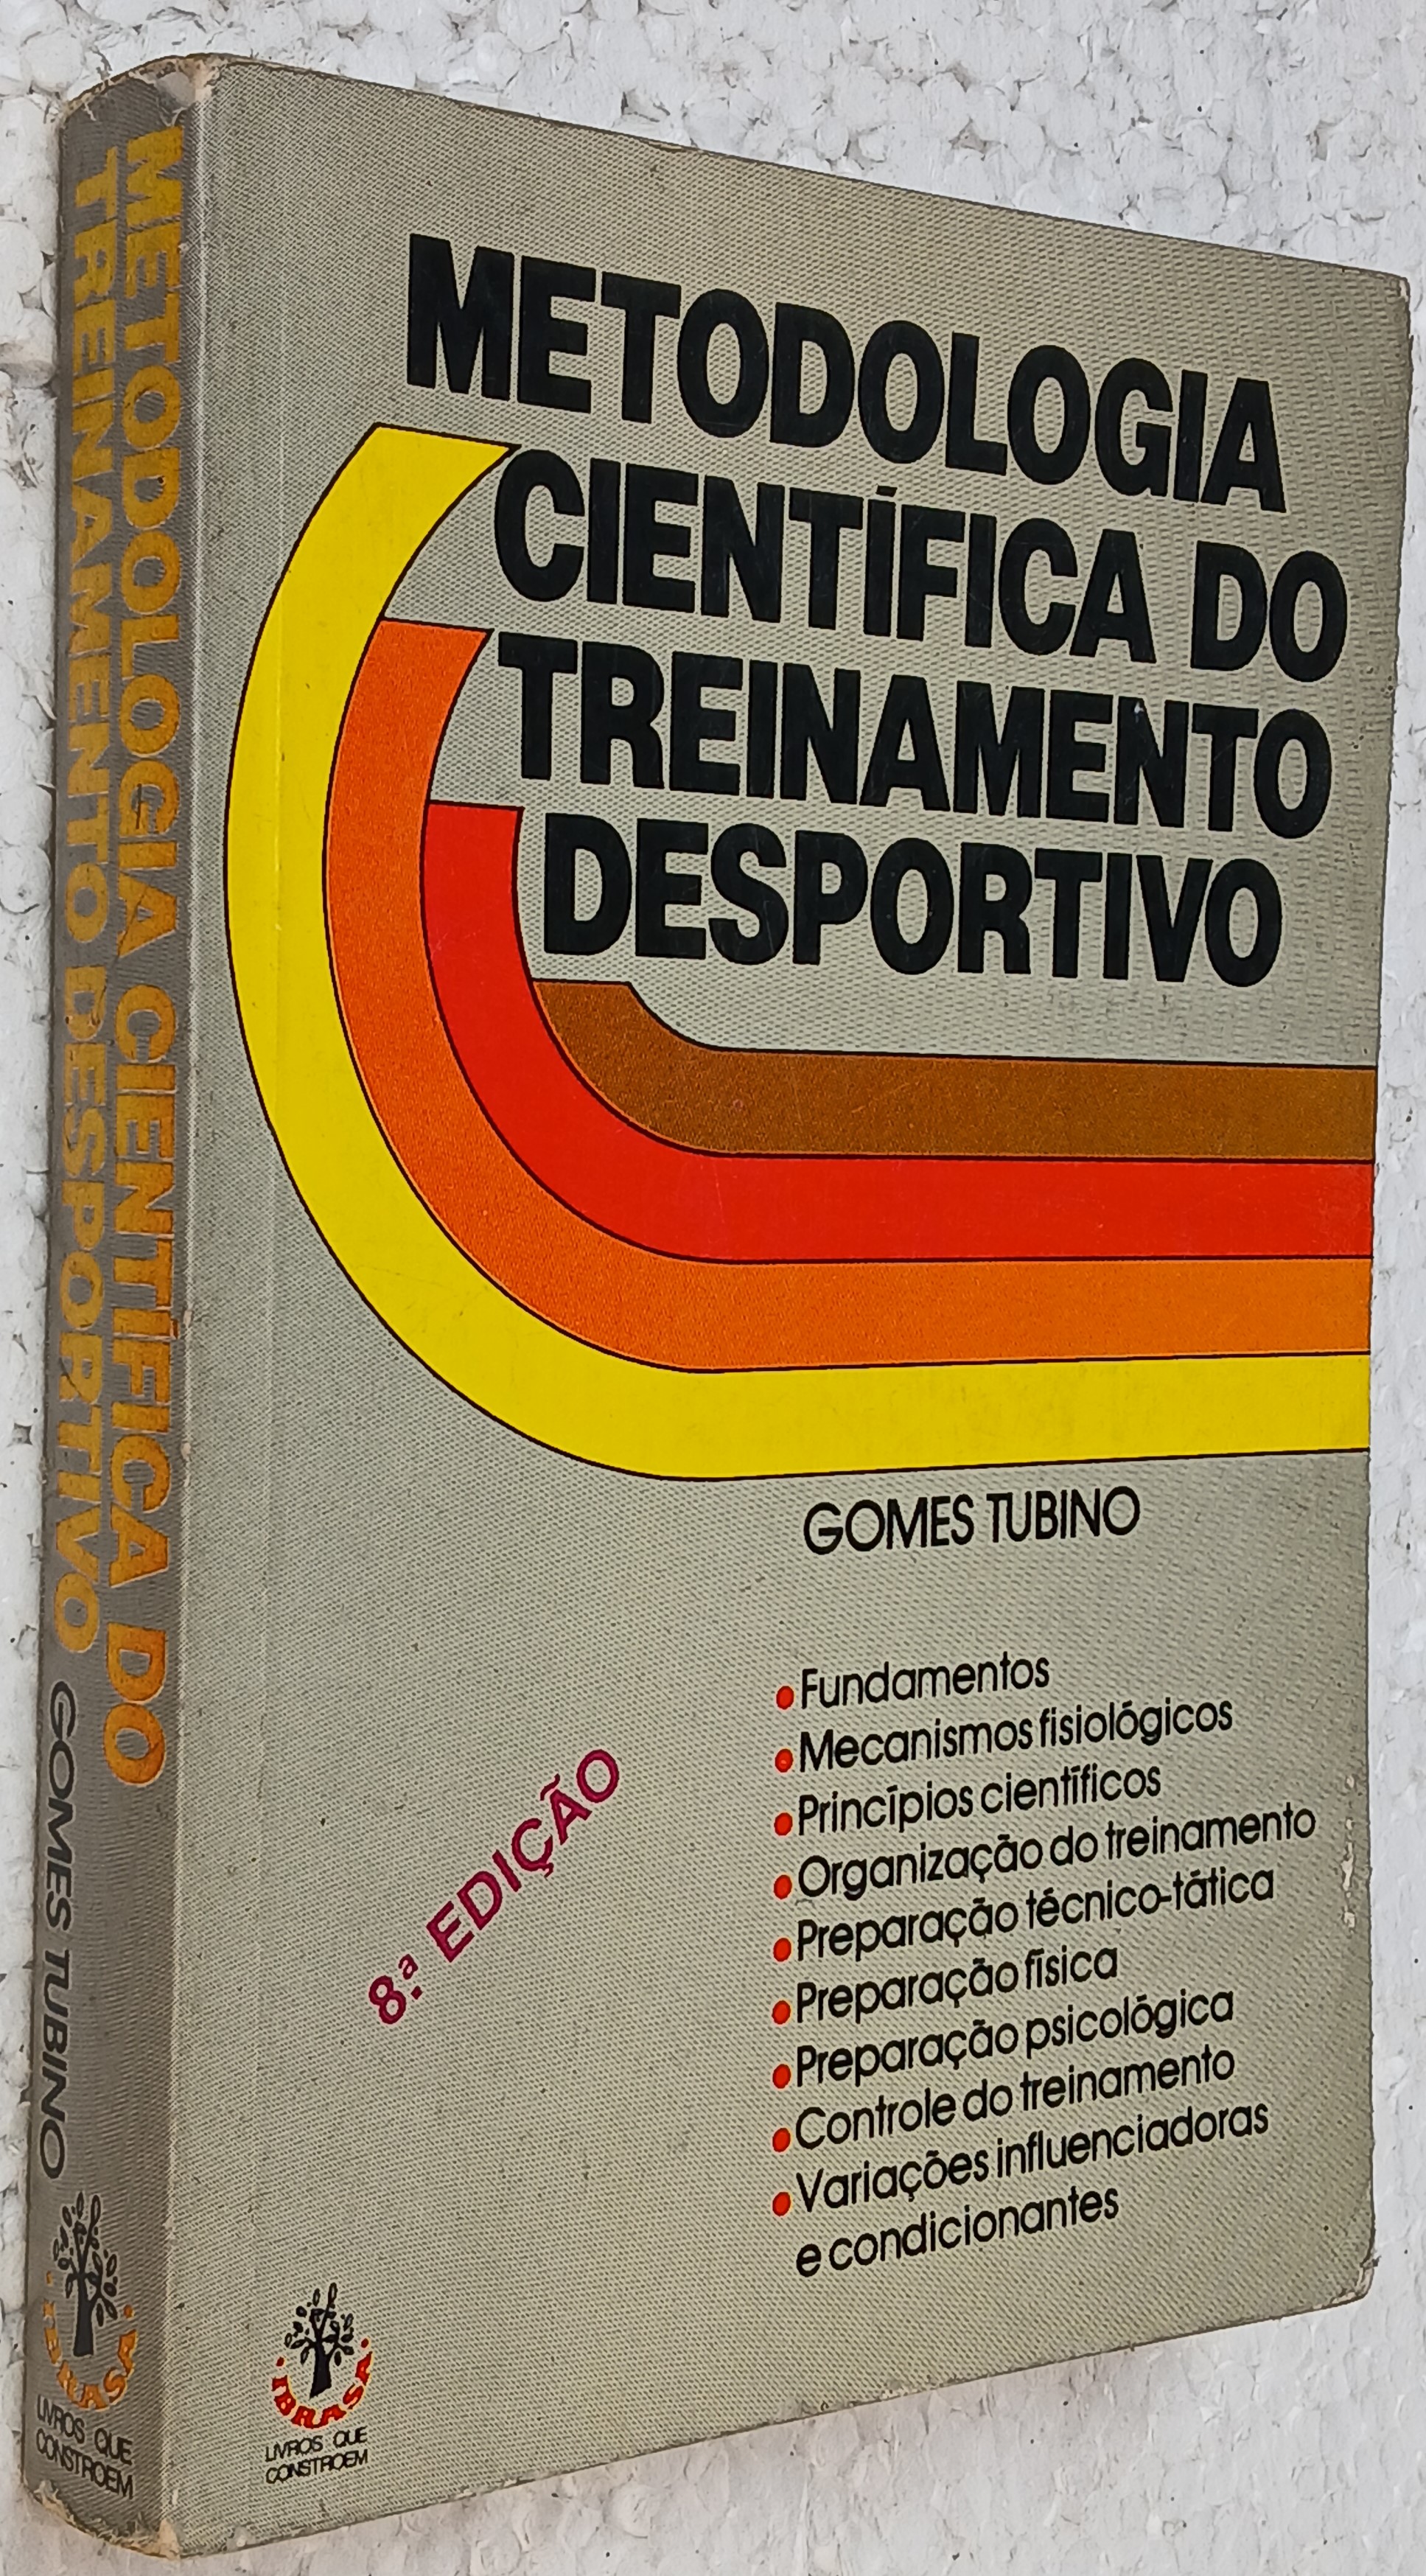 METODOLOGIA CIENTÍFICA DO
TREINAMENTO DESPORTIVO
GOMES TUBINO
IBRASA
LIVROS QUE
CONSTROEM
METODOLOGIA
CIENTÍFICA DO
TREINAMENTO
DESPORTIVO
GOMES TUBINO
8ª EDIÇÃO
• Fundamentos
• Mecanismos fisiológicos
• Princípios científicos
• Organização do treinamento
• Preparação técnico-tática
• Preparação física
• Preparação psicológica
• Controle do treinamento
• Variações influenciadoras
e condicionantes
IBRASA
LIVROS QUE
CONSTROEM